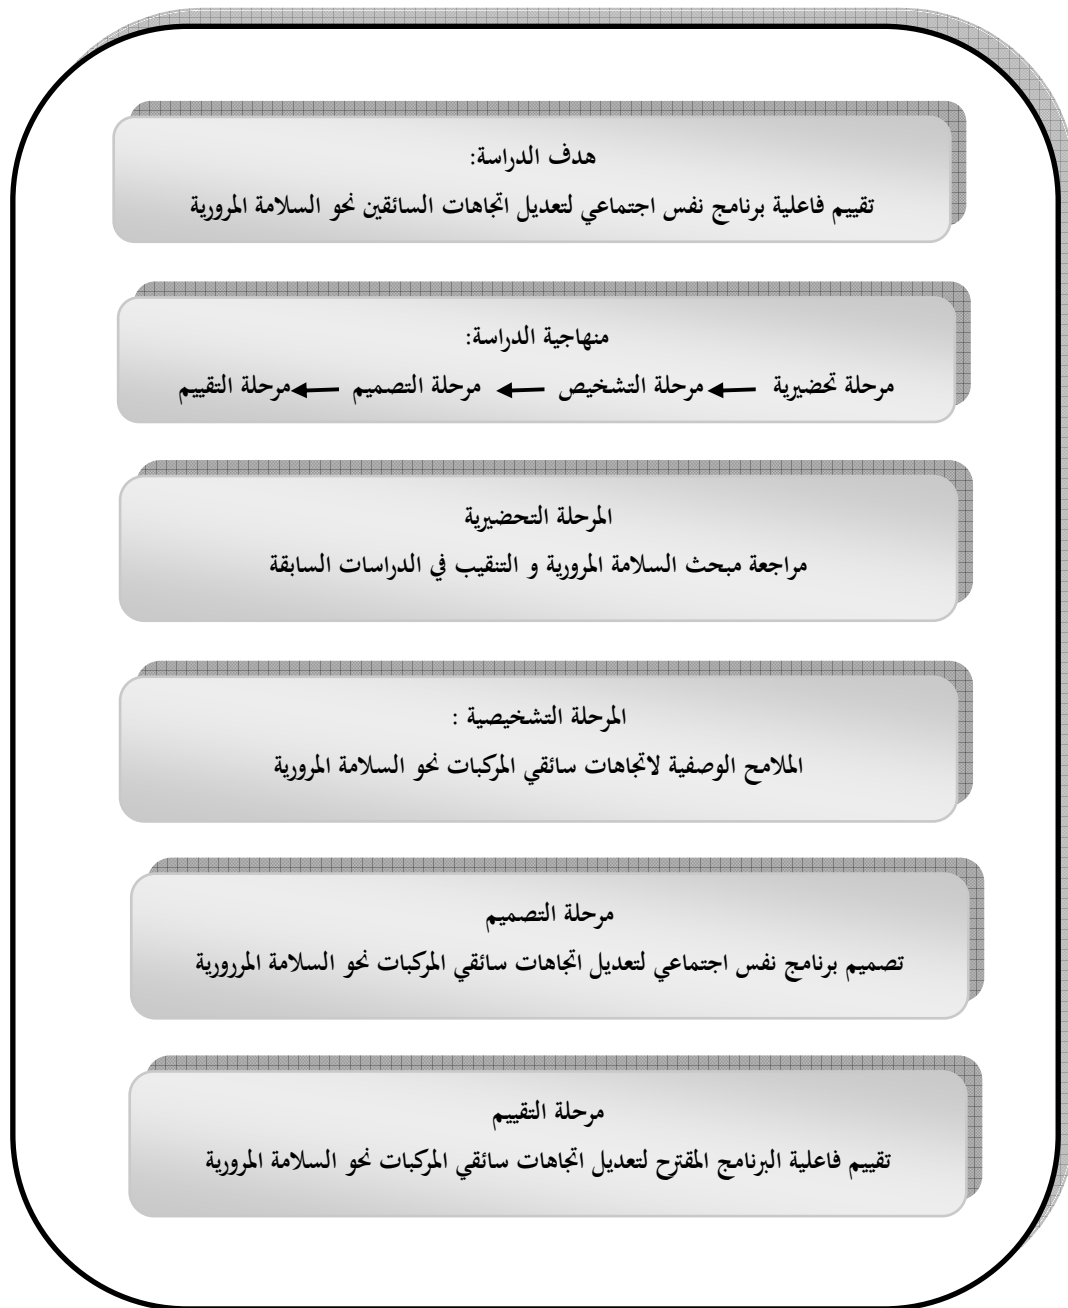 هدف الدراسة:
تقييم فاعلية برنامج نفس اجتماعي لتعديل اتجاهات السائقين نحو السلامة المرورية
منهاجية الدراسة:
مرحلة تحضيرية ← مرحلة التشخيص ← مرحلة التصميم ← مرحلة التقييم
المرحلة التحضيرية
مراجعة مبحث السلامة المرورية و التنقيب في الدراسات السابقة
المرحلة التشخيصية :
الملامح الوصفية لاتجاهات سائقي المركبات نحو السلامة المرورية
مرحلة التصميم
تصميم برنامج نفس اجتماعي لتعديل اتجاهات سائقي المركبات نحو السلامة المررورية
مرحلة التقييم
تقييم فاعلية البرنامج المقترح لتعديل اتجاهات سائقي المركبات نحو السلامة المرورية